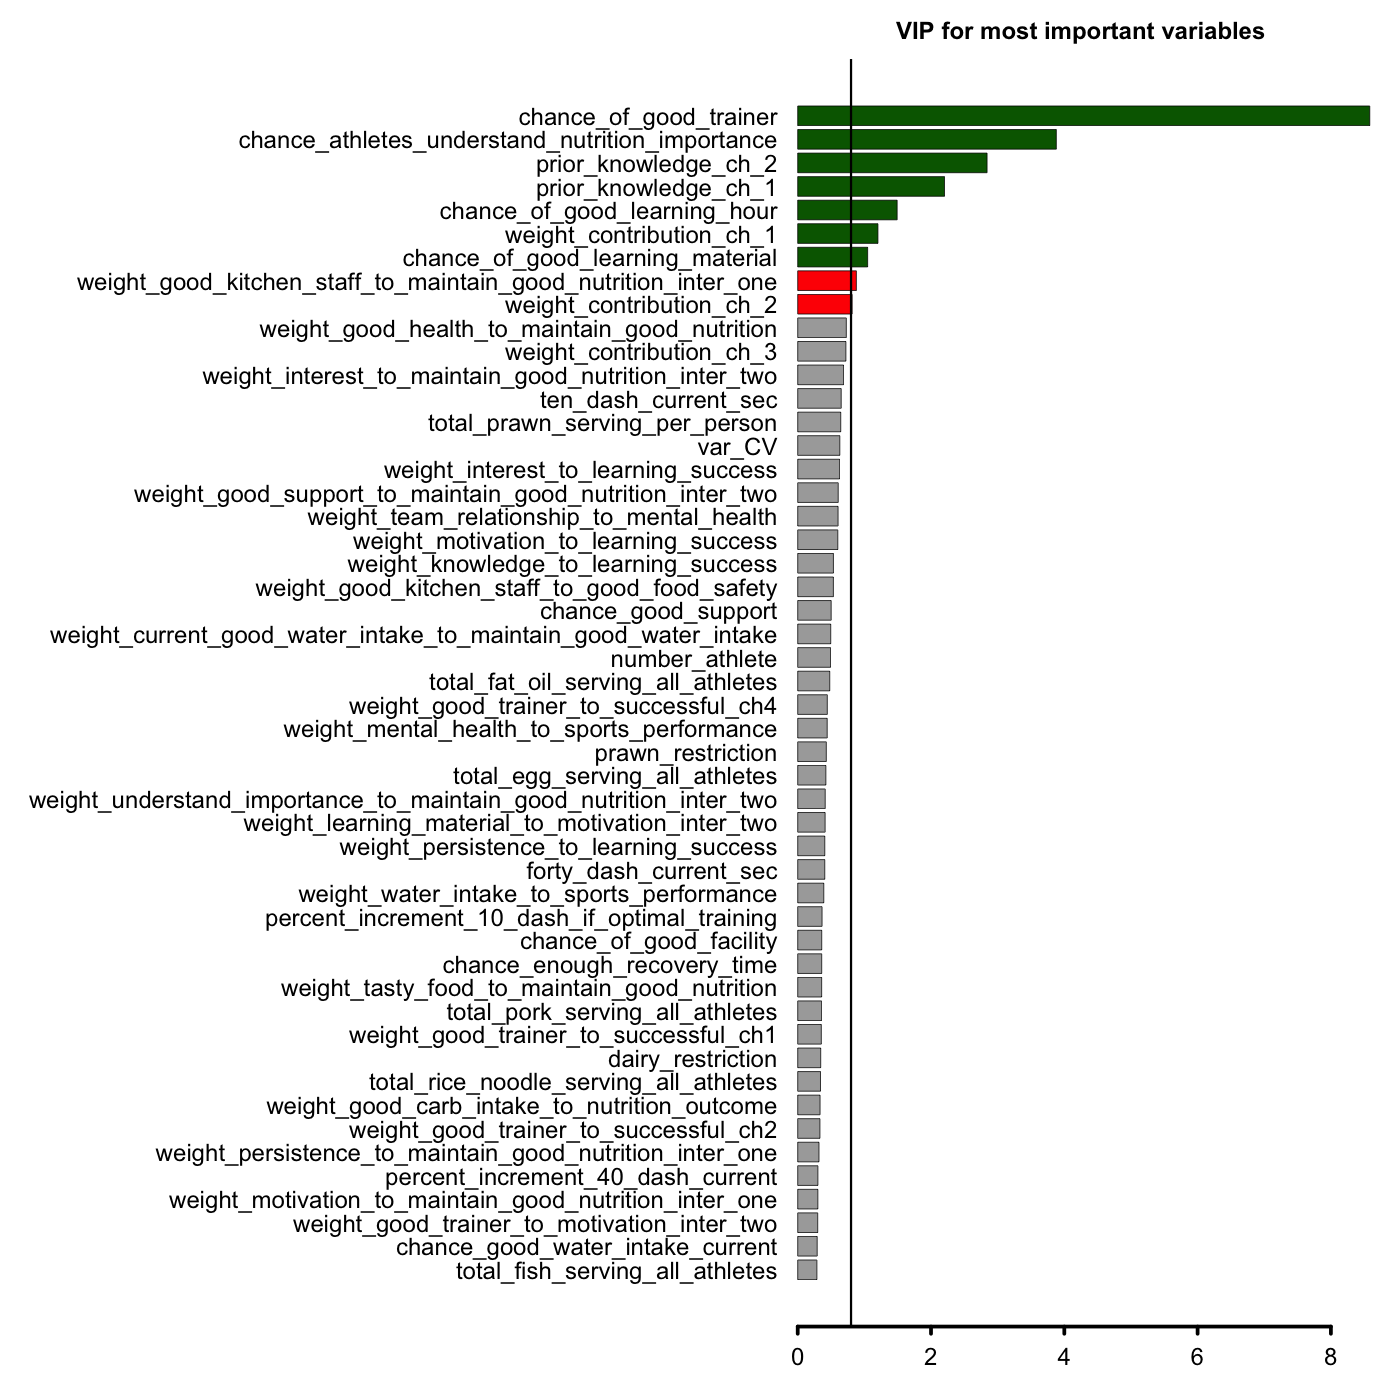 VIP for most important variables
chance_of_good_trainer
chance_athletes_understand_nutrition_importance
prior_knowledge_ch_2
prior_knowledge_ch_1
chance_of_good_learning_hour
weight_contribution_ch_1
chance_of_good_learning_material
weight_good_kitchen_staff_to_maintain_good_nutrition_inter_one
weight_contribution_ch_2
weight_good_health_to_maintain_good_nutrition
weight_contribution_ch_3
weight_interest_to_maintain_good_nutrition_inter_two
ten_dash_current_sec
total_prawn_serving_per_person
var_CV
weight_interest_to_learning_success
weight_good_support_to_maintain_good_nutrition_inter_two
weight_team_relationship_to_mental_health
weight_motivation_to_learning_success
weight_knowledge_to_learning_success
weight_good_kitchen_staff_to_good_food_safety
chance_good_support
weight_current_good_water_intake_to_maintain_good_water_intake
number_athlete
total_fat_oil_serving_all_athletes
weight_good_trainer_to_successful_ch4
weight_mental_health_to_sports_performance
prawn_restriction
total_egg_serving_all_athletes
weight_understand_importance_to_maintain_good_nutrition_inter_two
weight_learning_material_to_motivation_inter_two
weight_persistence_to_learning_success
forty_dash_current_sec
weight_water_intake_to_sports_performance
percent_increment_10_dash_if_optimal_training
chance_of_good_facility
chance_enough_recovery_time
weight_tasty_food_to_maintain_good_nutrition
total_pork_serving_all_athletes
weight_good_trainer_to_successful_ch1
dairy_restriction
total_rice_noodle_serving_all_athletes
weight_good_carb_intake_to_nutrition_outcome
weight_good_trainer_to_successful_ch2
weight_persistence_to_maintain_good_nutrition_inter_one
percent_increment_40_dash_current
weight_motivation_to_maintain_good_nutrition_inter_one
weight_good_trainer_to_motivation_inter_two
chance_good_water_intake_current
total_fish_serving_all_athletes
0 2 4 6 8